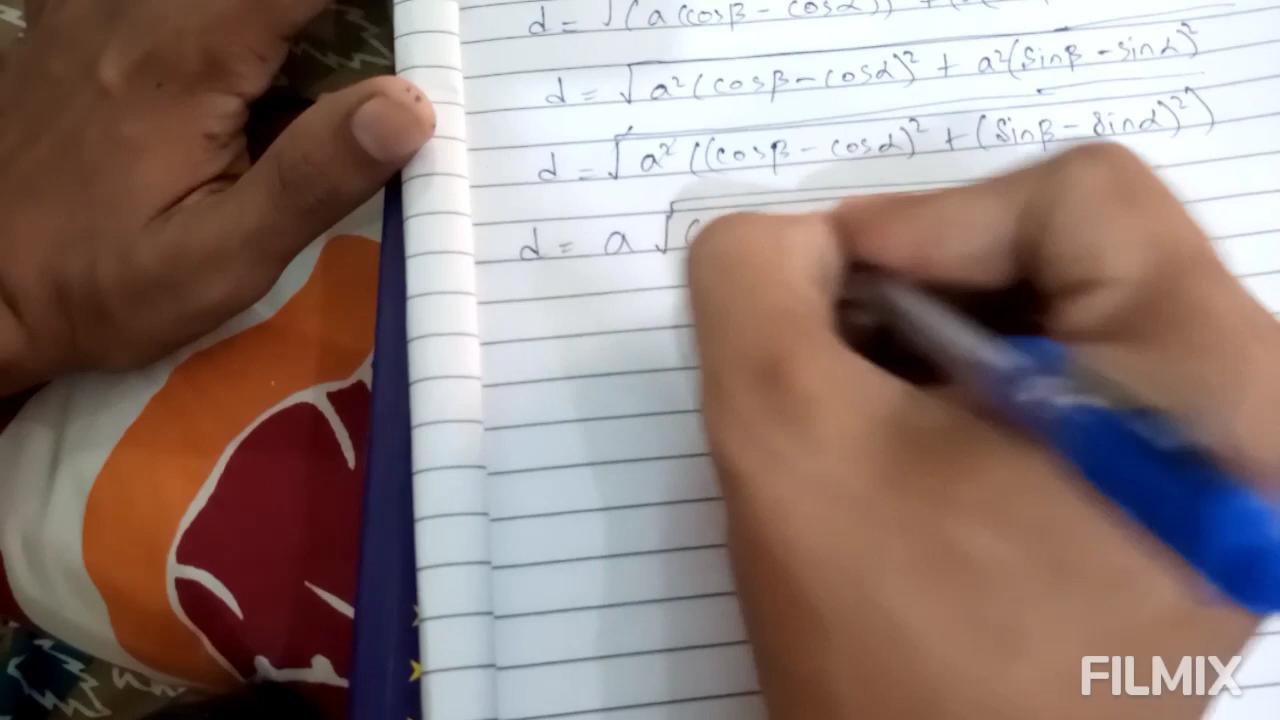 d = √(a(cosβ - cosα))
d = √a²(cosβ - cosα)² + a²(sinβ - sinα)²
d = √a²((cosβ - cosα)² + (sinβ - sinα)²)
d = a √(
FILMIX